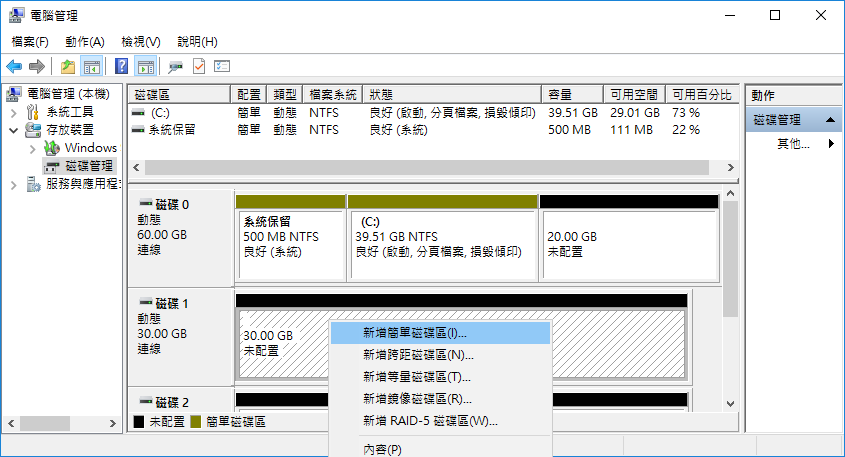 電腦管理
檔案(F) 動作(A) 檢視(V) 說明(H)
電腦管理 (本機)
系統工具
存放裝置
Windows
磁碟管理
服務與應用程式
磁碟區 配置 類型 檔案系統 狀態 容量 可用空間 可用百分比
(C:) 簡單 動態 NTFS 良好 (啟動, 分頁檔案, 損毀傾印) 39.51 GB 29.01 GB 73 %
系統保留 簡單 動態 NTFS 良好 (系統) 500 MB 111 MB 22 %
磁碟 0
動態
60.00 GB
連線
系統保留
500 MB NTFS
良好 (系統)
(C:)
39.51 GB NTFS
良好 (啟動, 分頁檔案, 損毀傾印)
20.00 GB
未配置
磁碟 1
動態
30.00 GB
連線
30.00 GB
未配置
磁碟 2
未配置 簡單磁碟區
新增簡單磁碟區(I)...
新增跨距磁碟區(N)...
新增等量磁碟區(T)...
新增鏡像磁碟區(R)...
新增 RAID-5 磁碟區(W)...
內容(P)
動作
磁碟管理
其他...